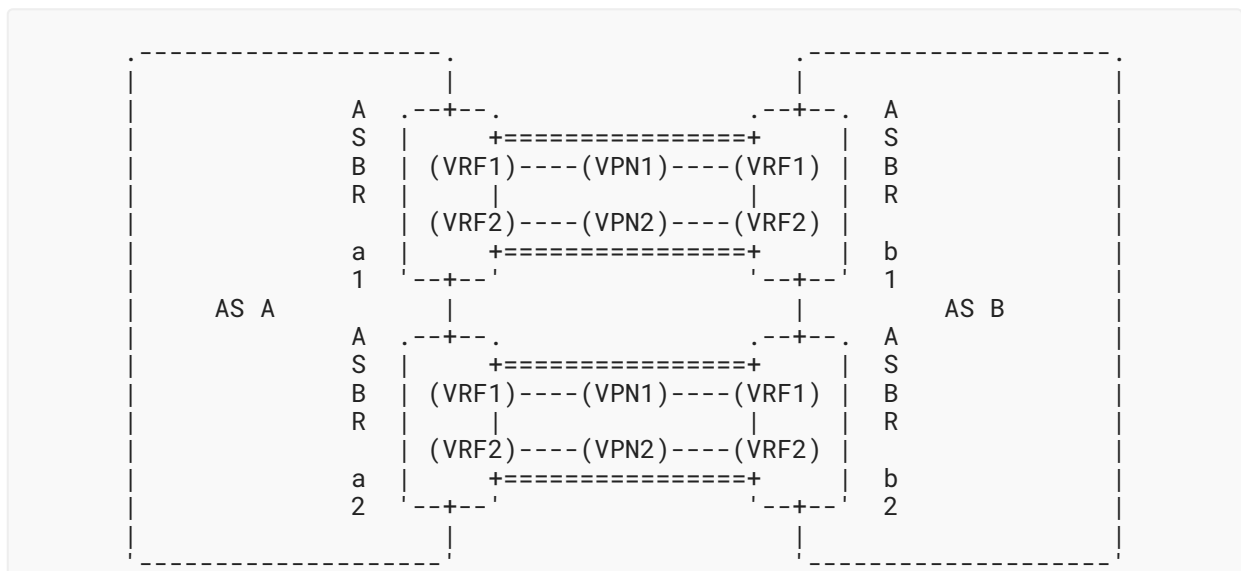 A A
S S
B (VRF1)----(VPN1)----(VRF1) B
R R
(VRF2)----(VPN2)----(VRF2)
a b
1 1
AS A AS B
A A
S S
B (VRF1)----(VPN1)----(VRF1) B
R R
(VRF2)----(VPN2)----(VRF2)
a b
2 2